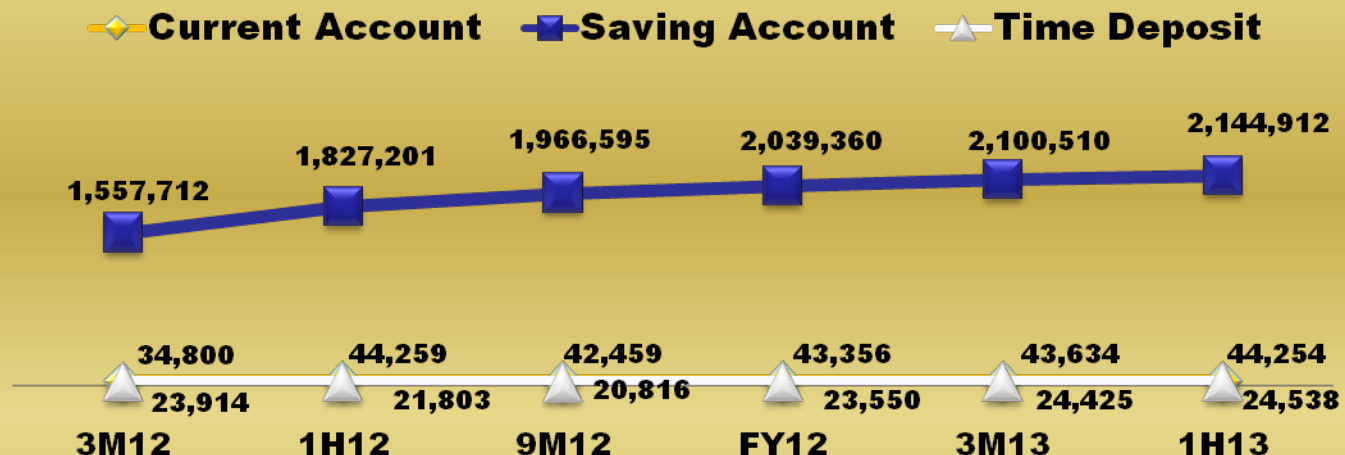 Current Account Saving Account Time Deposit
1,557,712 1,827,201 1,966,595 2,039,360 2,100,510 2,144,912
34,800 44,259 42,459 43,356 43,634 44,254
23,914 21,803 20,816 23,550 24,425 24,538
3M12 1H12 9M12 FY12 3M13 1H13